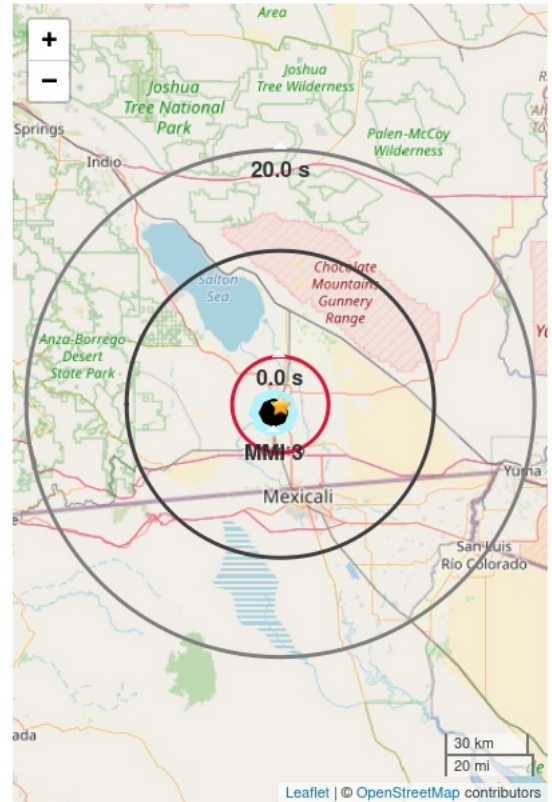 +
−
Area
Joshua
Tree Wilderness
Joshua
Tree National
Park
Springs
Indio
Palen-McCoy
Wilderness
20.0 s
Salton
Sea
Chocolate
Mountains
Gunnery
Range
Anza-Borrego
Desert
State Park
0.0 s
MMI 3
Yuma
Mexicali
San Luis
Río Colorado
ada
30 km
20 mi
de
Leaflet | © OpenStreetMap contributors